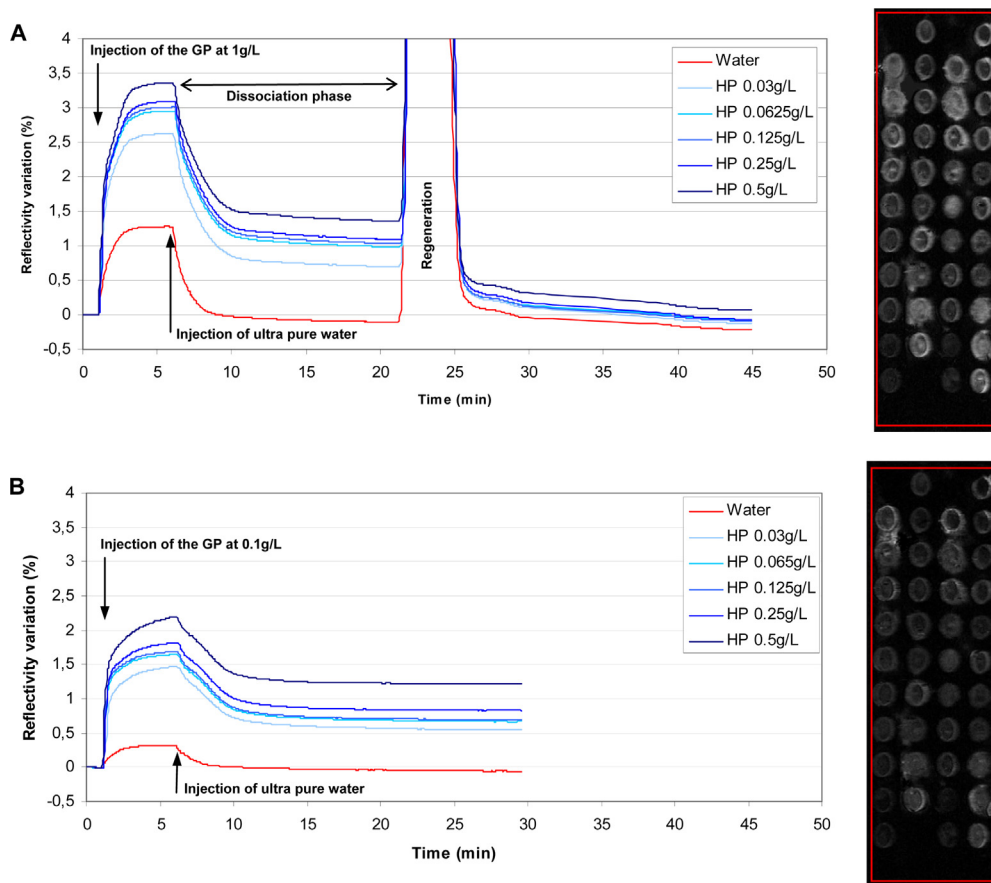 A
Injection of the GP at 1g/L
Dissociation phase
Regeneration
Injection of ultra pure water
Reflectivity variation (%)
4
3,5
3
2,5
2
1,5
1
0,5
0
-0,5
0 5 10 15 20 25 30 35 40 45 50
Time (min)
Water
HP 0.03g/L
HP 0.0625g/L
HP 0.125g/L
HP 0.25g/L
HP 0.5g/L
B
Injection of the GP at 0.1g/L
Injection of ultra pure water
Reflectivity variation (%)
4
3,5
3
2,5
2
1,5
1
0,5
0
-0,5
0 5 10 15 20 25 30 35 40 45 50
Time (min)
Water
HP 0.03g/L
HP 0.065g/L
HP 0.125g/L
HP 0.25g/L
HP 0.5g/L